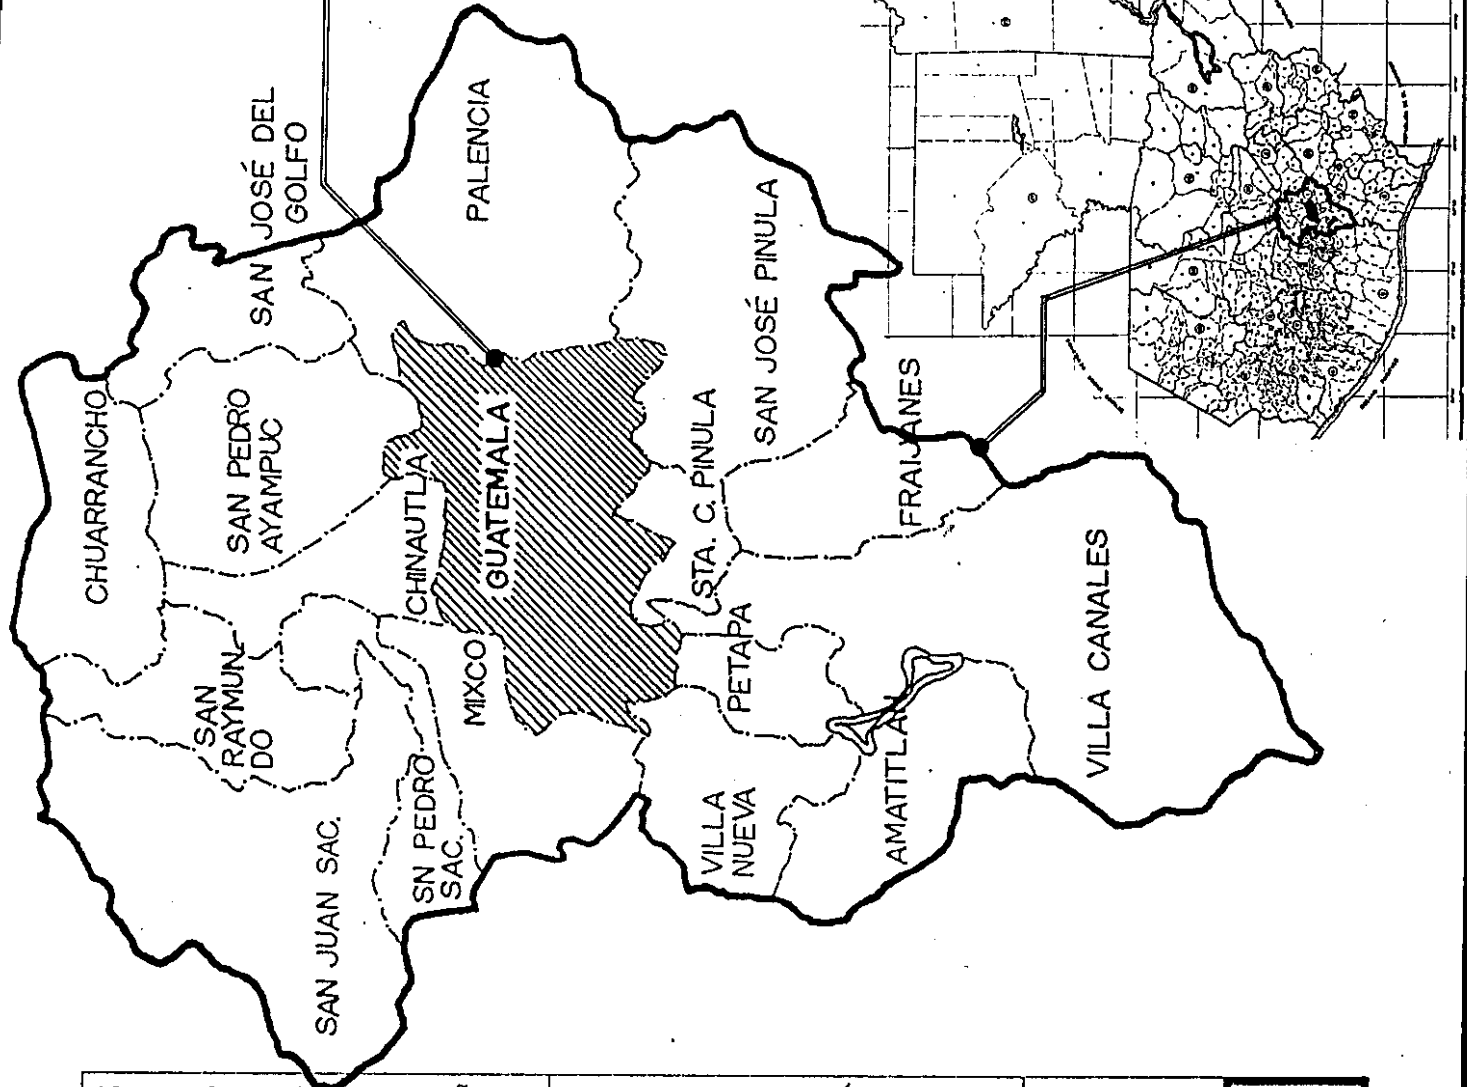 CHUARRANCHO
SAN JOSÉ DEL
GOLFO
SAN PEDRO
AYAMPUC
SAN
RAYMUN
DO
SAN JUAN SAC.
PALENCIA
CHINAUTLA
GUATEMALA
MIXCO
SN PEDRO
SAC.
SAN JOSÉ PINULA
STA. C. PINULA
PETAPA
VILLA
NUEVA
FRAIJANES
AMATITLAN
VILLA CANALES